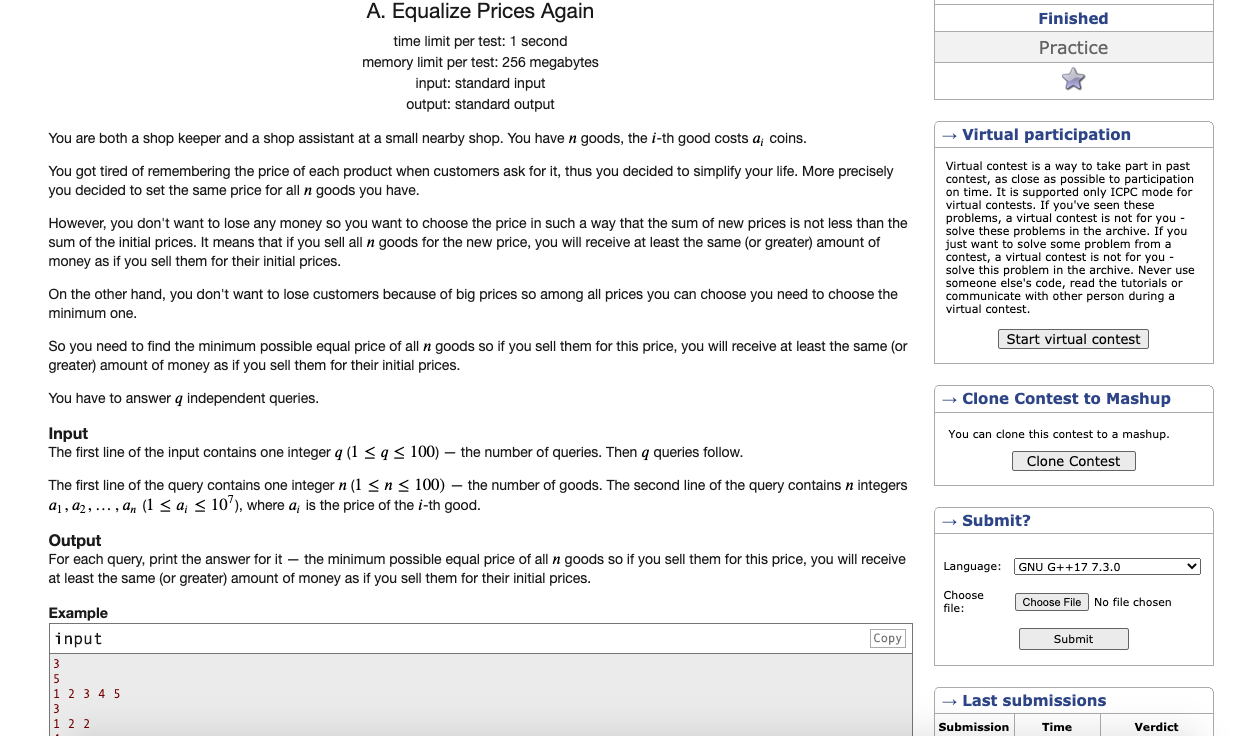 A. Equalize Prices Again
time limit per test: 1 second
memory limit per test: 256 megabytes
input: standard input
output: standard output
You are both a shop keeper and a shop assistant at a small nearby shop. You have n goods, the i-th good costs aᵢ coins.
You got tired of remembering the price of each product when customers ask for it, thus you decided to simplify your life. More precisely
you decided to set the same price for all n goods you have.
However, you don't want to lose any money so you want to choose the price in such a way that the sum of new prices is not less than the
sum of the initial prices. It means that if you sell all n goods for the new price, you will receive at least the same (or greater) amount of
money as if you sell them for their initial prices.
On the other hand, you don't want to lose customers because of big prices so among all prices you can choose you need to choose the
minimum one.
So you need to find the minimum possible equal price of all n goods so if you sell them for this price, you will receive at least the same (or
greater) amount of money as if you sell them for their initial prices.
You have to answer q independent queries.
Input
The first line of the input contains one integer q (1 ≤ q ≤ 100) — the number of queries. Then q queries follow.
The first line of the query contains one integer n (1 ≤ n ≤ 100) — the number of goods. The second line of the query contains n integers
a₁, a₂, …, aₙ (1 ≤ aᵢ ≤ 10⁷), where aᵢ is the price of the i-th good.
Output
For each query, print the answer for it — the minimum possible equal price of all n goods so if you sell them for this price, you will receive
at least the same (or greater) amount of money as if you sell them for their initial prices.
Example
input
Copy
3
5
1 2 3 4 5
3
1 2 2
Finished
Practice
→ Virtual participation
Virtual contest is a way to take part in past
contest, as close as possible to participation
on time. It is supported only ICPC mode for
virtual contests. If you've seen these
problems, a virtual contest is not for you -
solve these problems in the archive. If you
just want to solve some problem from a
contest, a virtual contest is not for you -
solve this problem in the archive. Never use
someone else's code, read the tutorials or
communicate with other person during a
virtual contest.
Start virtual contest
→ Clone Contest to Mashup
You can clone this contest to a mashup.
Clone Contest
→ Submit?
Language: GNU G++17 7.3.0
Choose
file: Choose File No file chosen
Submit
→ Last submissions
Submission Time Verdict